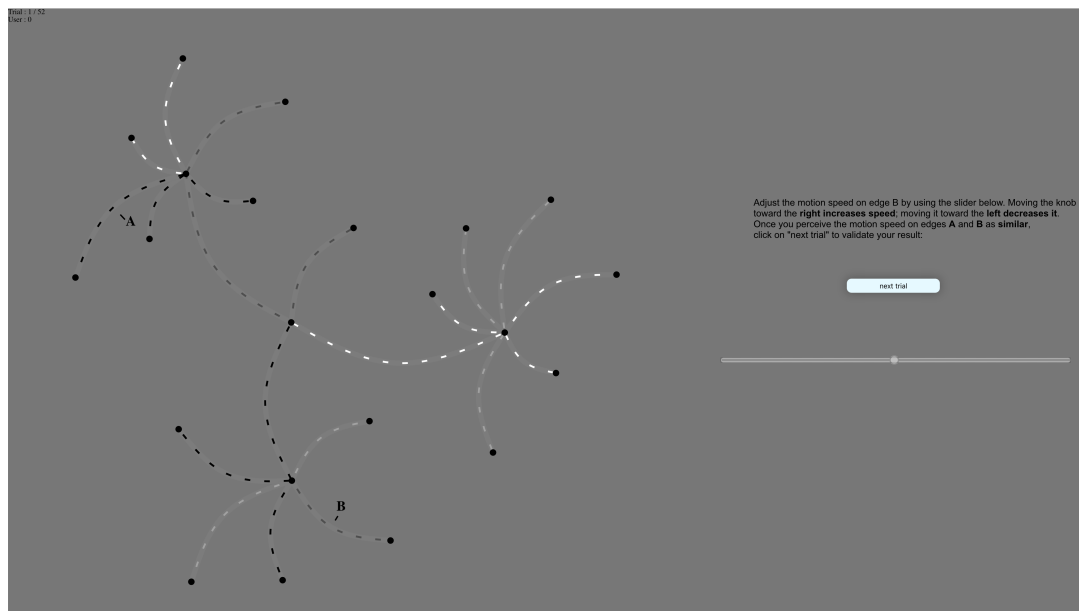 Trial : 1 / 52
User : 0
A
Adjust the motion speed on edge B by using the slider below. Moving the knob
toward the right increases speed; moving it toward the left decreases it.
Once you perceive the motion speed on edges A and B as similar,
click on "next trial" to validate your result:
next trial
B